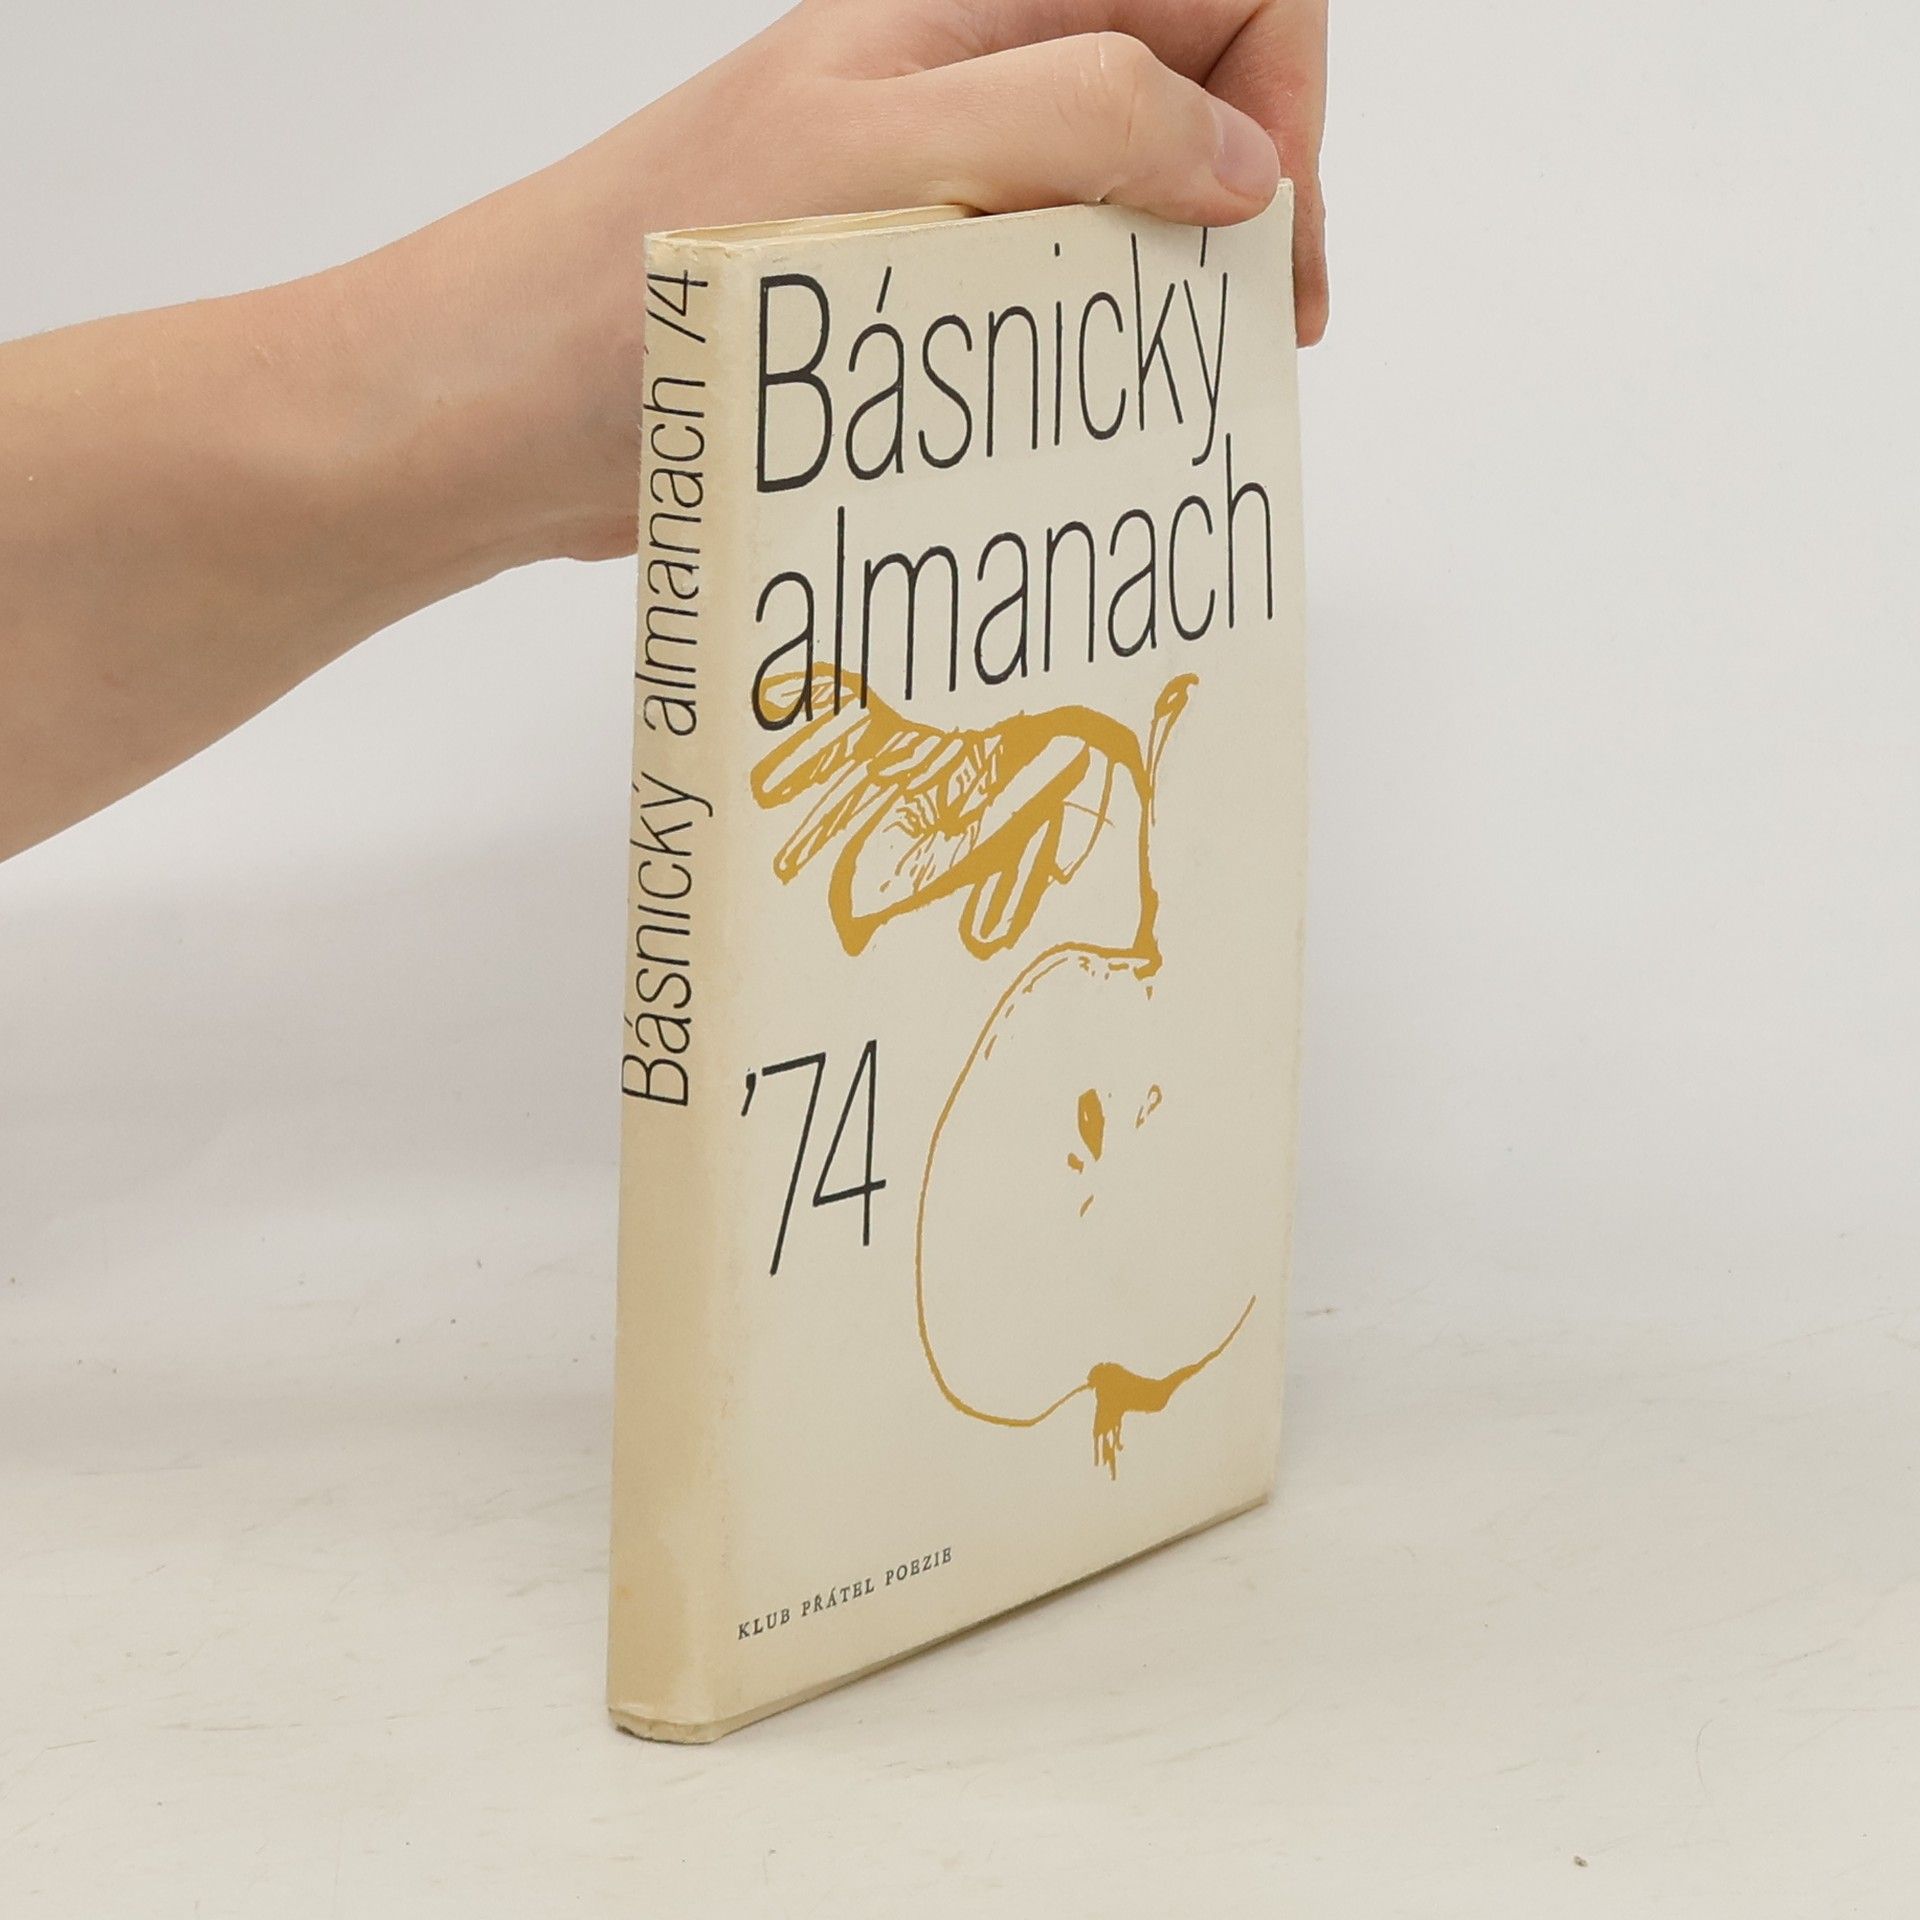 Básnický almanach '74
Básnický
almanach
'74
KLUB PŘÁTEL POEZIE